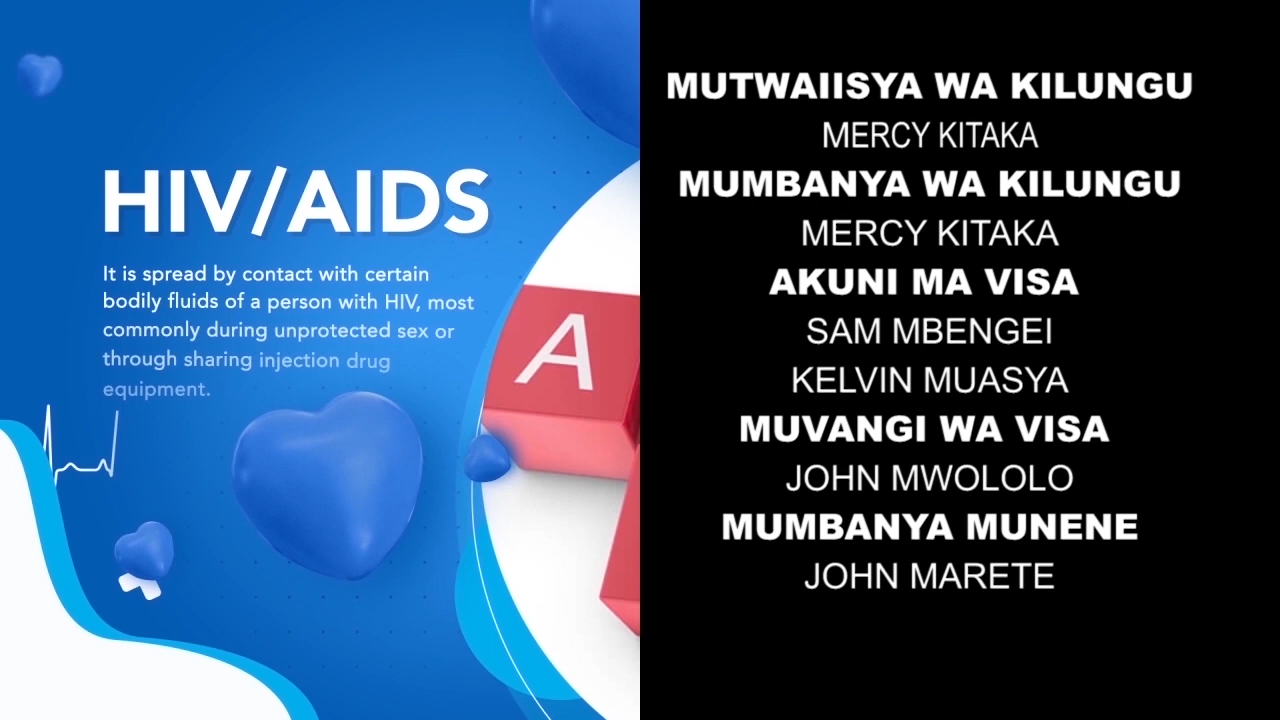 HIV/AIDS
It is spread by contact with certain
bodily fluids of a person with HIV, most
commonly during unprotected sex or
through sharing injection drug
equipment.
A
MUTWAIISYA WA KILUNGU
MERCY KITAKA
MUMBANYA WA KILUNGU
MERCY KITAKA
AKUNI MA VISA
SAM MBENGEI
KELVIN MUASYA
MUVANGI WA VISA
JOHN MWOLOLO
MUMBANYA MUNENE
JOHN MARETE